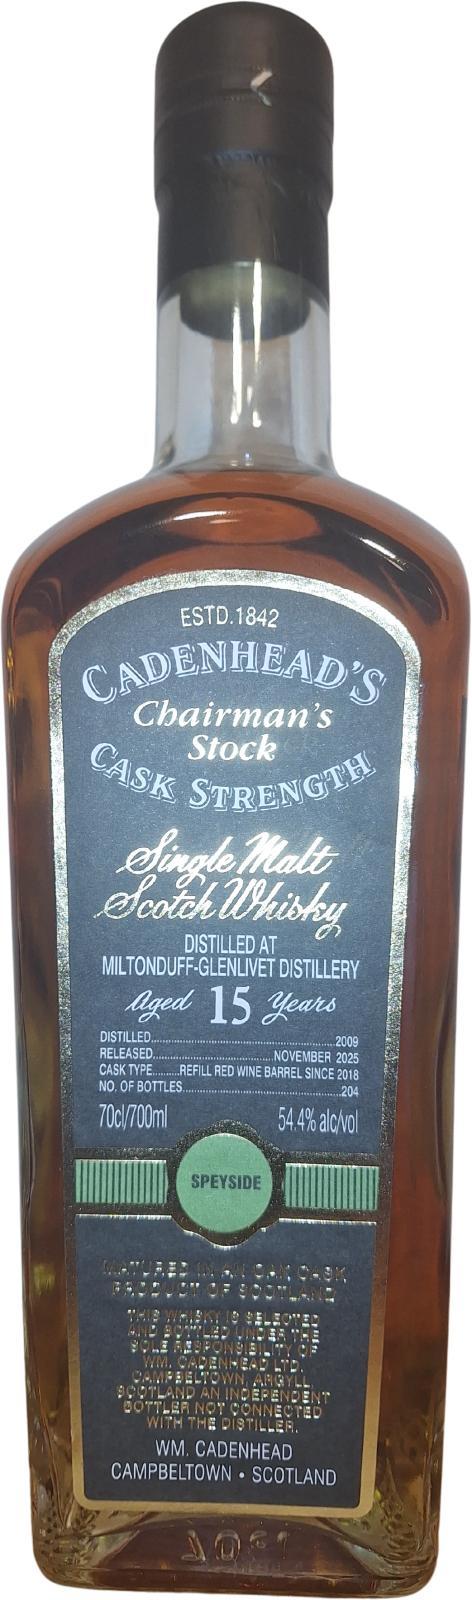 ESTD.1842
CADENHEAD'S
Chairman's
Stock
CASK STRENGTH
Single Malt
Scotch Whisky
DISTILLED AT
MILTONDUFF-GLENLIVET DISTILLERY
Aged 15 Years
DISTILLED......2009
RELEASED......NOVEMBER 2025
CASK TYPE......REFILL RED WINE BARREL SINCE 2018
NO. OF BOTTLES......204
70cl/700ml 54.4% alc/vol
SPEYSIDE
MATURED IN AN OAK CASK
PRODUCT OF SCOTLAND
THIS WHISKY IS SELECTED
AND BOTTLED UNDER THE
SOLE RESPONSIBILITY OF
WM. CADENHEAD LTD.
CAMPBELTOWN, ARGYLL,
SCOTLAND AN INDEPENDENT
BOTTLER NOT CONNECTED
WITH THE DISTILLER.
WM. CADENHEAD
CAMPBELTOWN • SCOTLAND
70cl